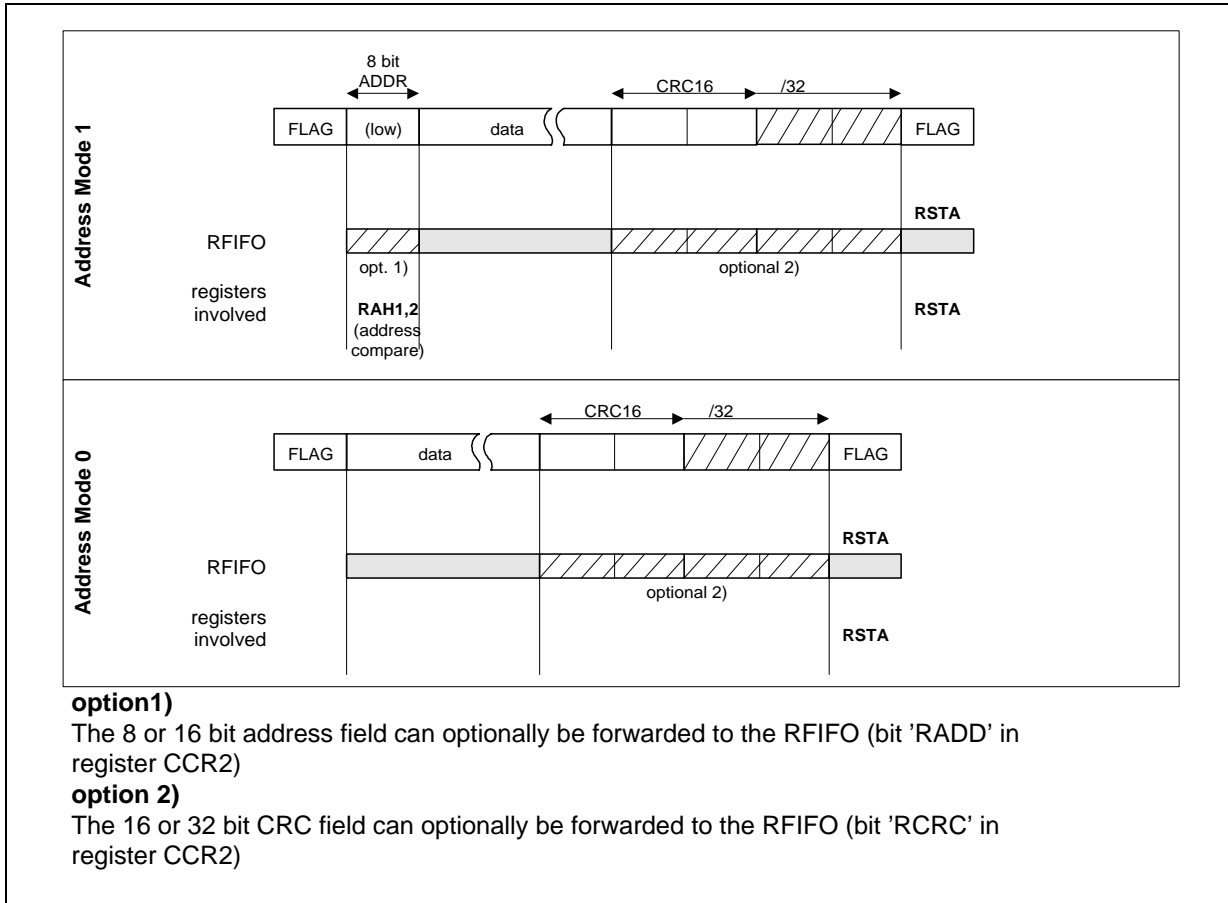 Address Mode 1
8 bit
ADDR
CRC16 /32
FLAG (low) data FLAG
RSTA
RFIFO
opt. 1) optional 2)
registers
involved
RAH1,2 RSTA
(address
compare)
Address Mode 0
CRC16 /32
FLAG data FLAG
RSTA
RFIFO
optional 2)
registers
involved
RSTA
option1)
The 8 or 16 bit address field can optionally be forwarded to the RFIFO (bit ’RADD’ in
register CCR2)
option 2)
The 16 or 32 bit CRC field can optionally be forwarded to the RFIFO (bit ’RCRC’ in
register CCR2)